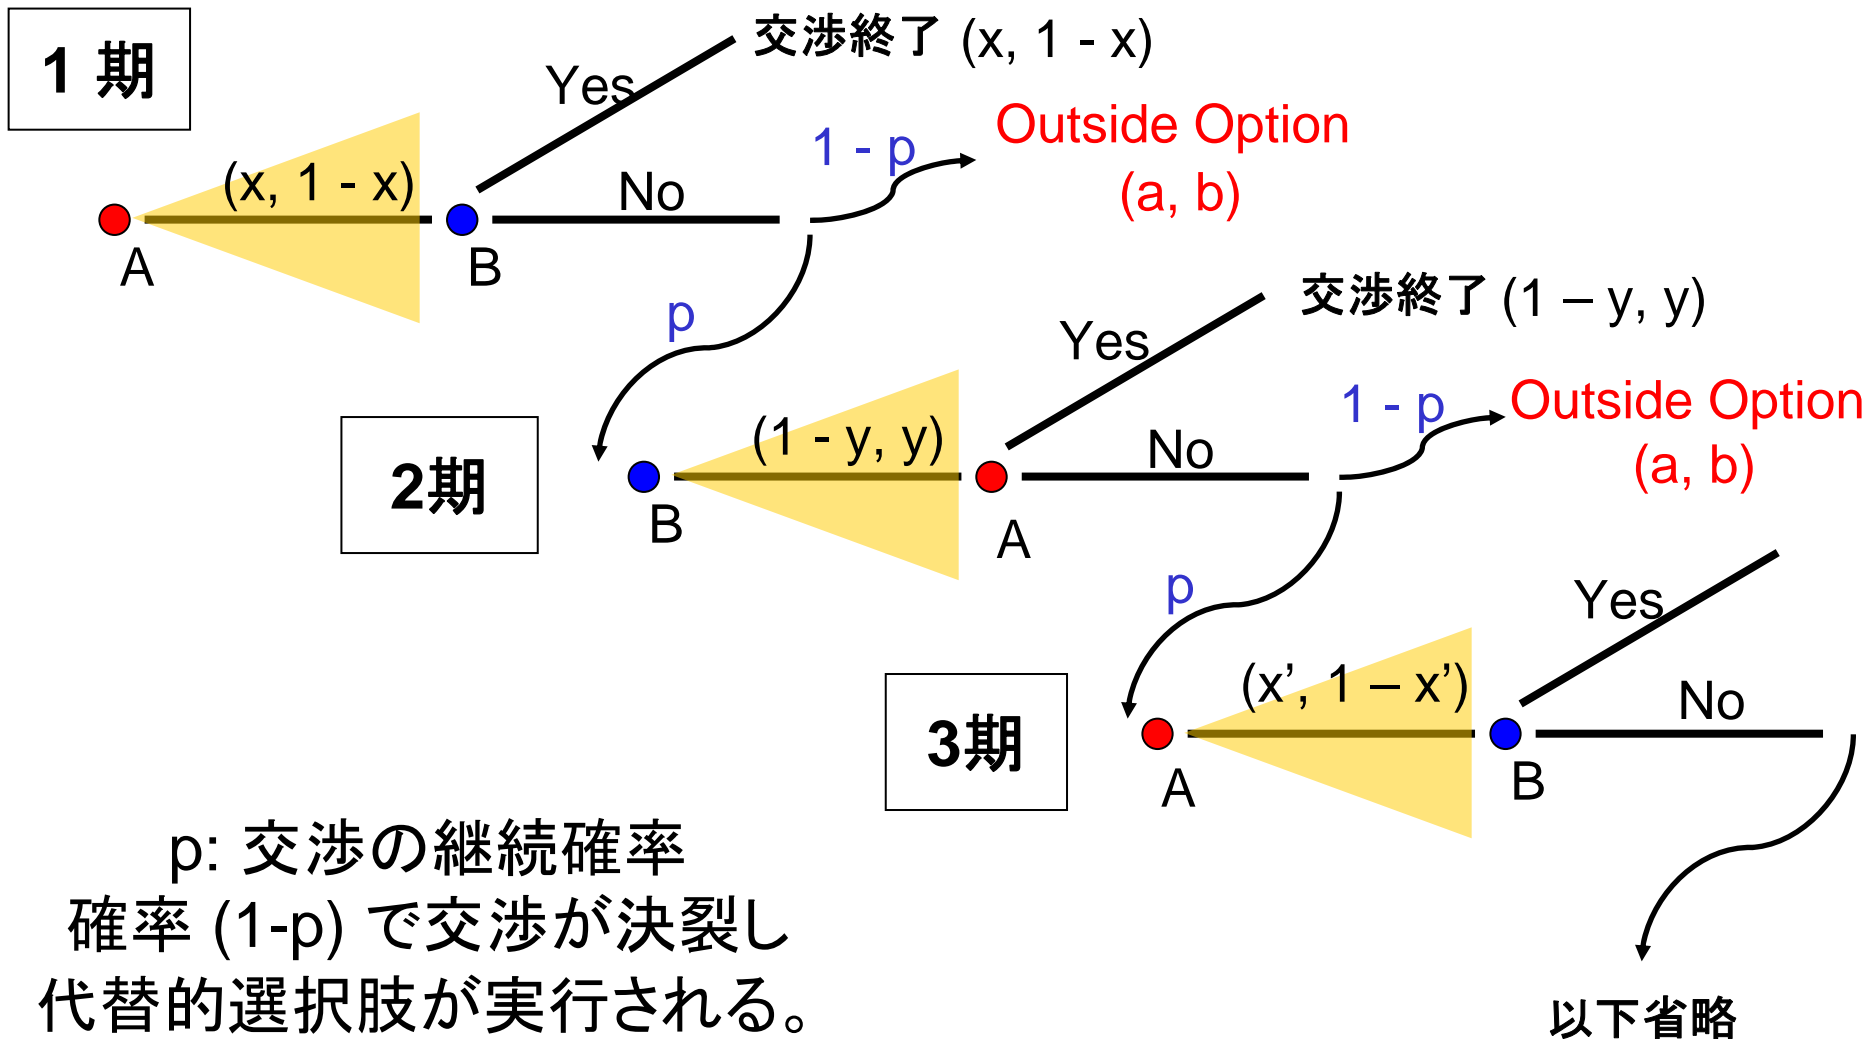 1 期
交渉終了 (x, 1 - x)
Yes
Outside Option
(a, b)
1 - p
(x, 1 - x)
No
A
B
p
交渉終了 (1 – y, y)
Yes
Outside Option
(a, b)
1 - p
2期
(1 - y, y)
No
B
A
p
Yes
3期
(x’, 1 – x’)
No
A
B
p: 交渉の継続確率
確率 (1-p) で交渉が決裂し
代替的選択肢が実行される。
以下省略